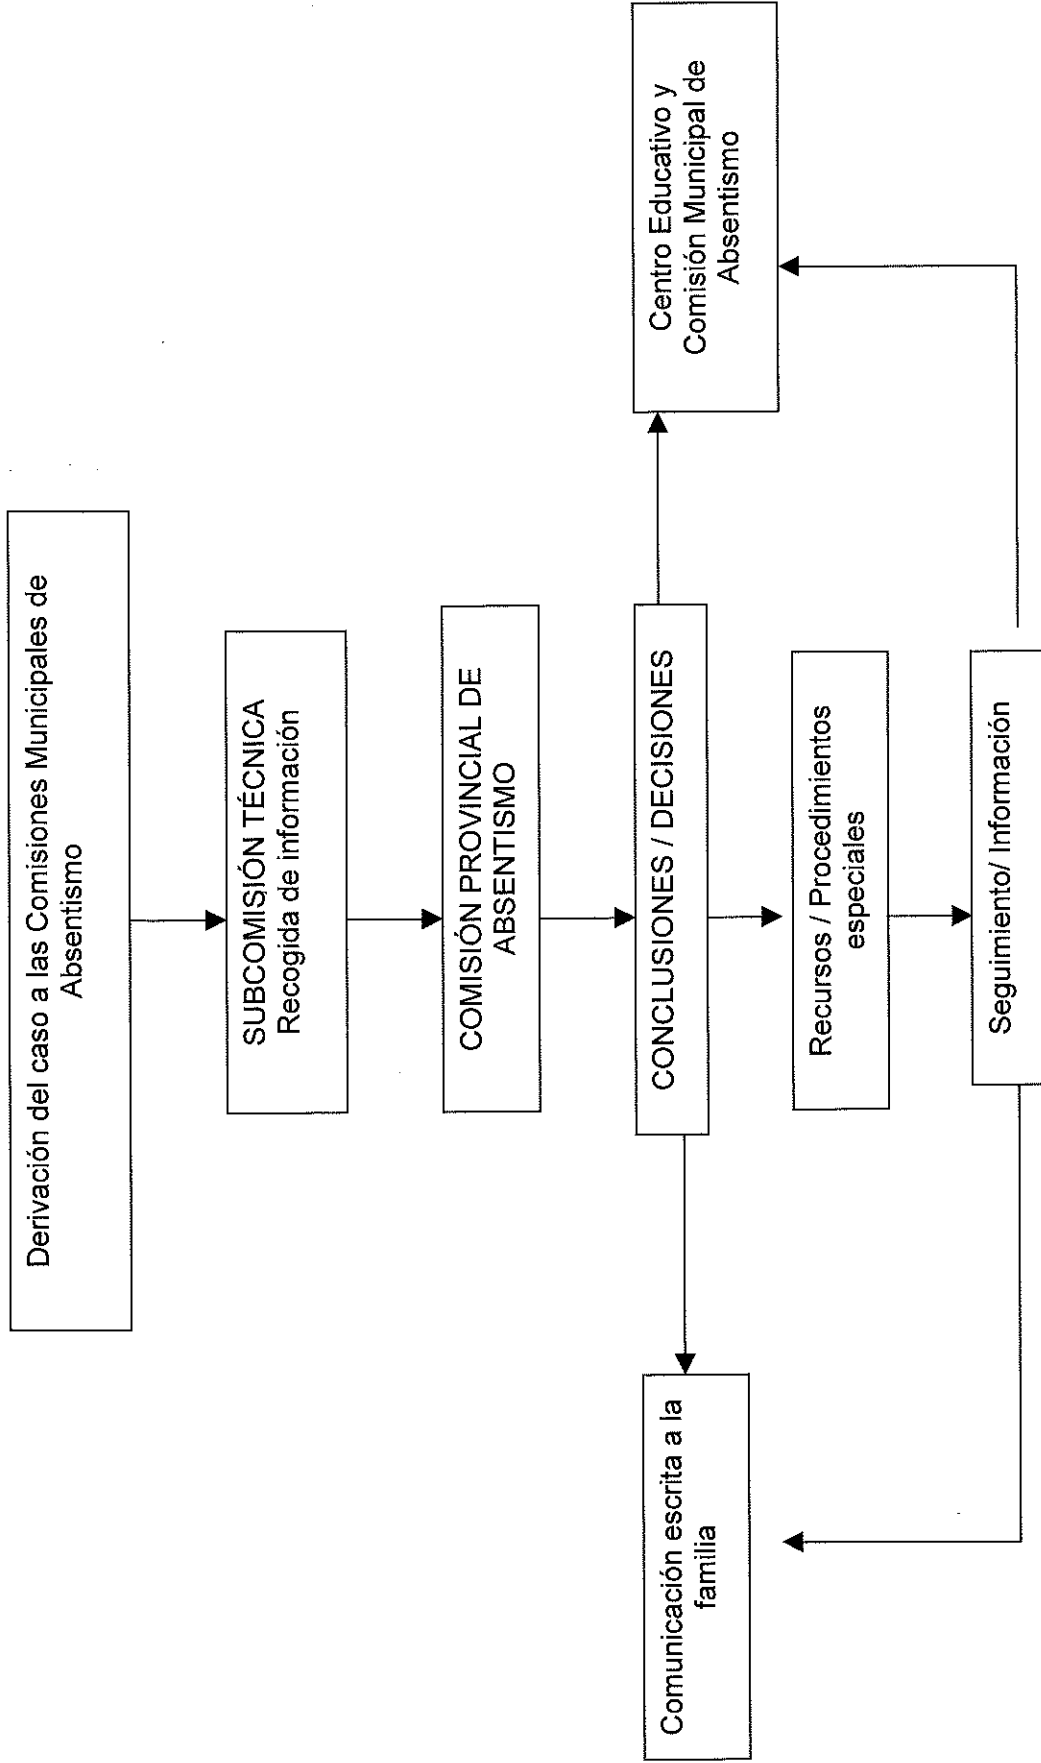 Derivación del caso a las Comisiones Municipales de
Absentismo
SUBCOMISIÓN TÉCNICA
Recogida de información
COMISIÓN PROVINCIAL DE
ABSENTISMO
CONCLUSIONES / DECISIONES
Comunicación escrita a la
familia
Centro Educativo y
Comisión Municipal de
Absentismo
Recursos / Procedimientos
especiales
Seguimiento/ Información